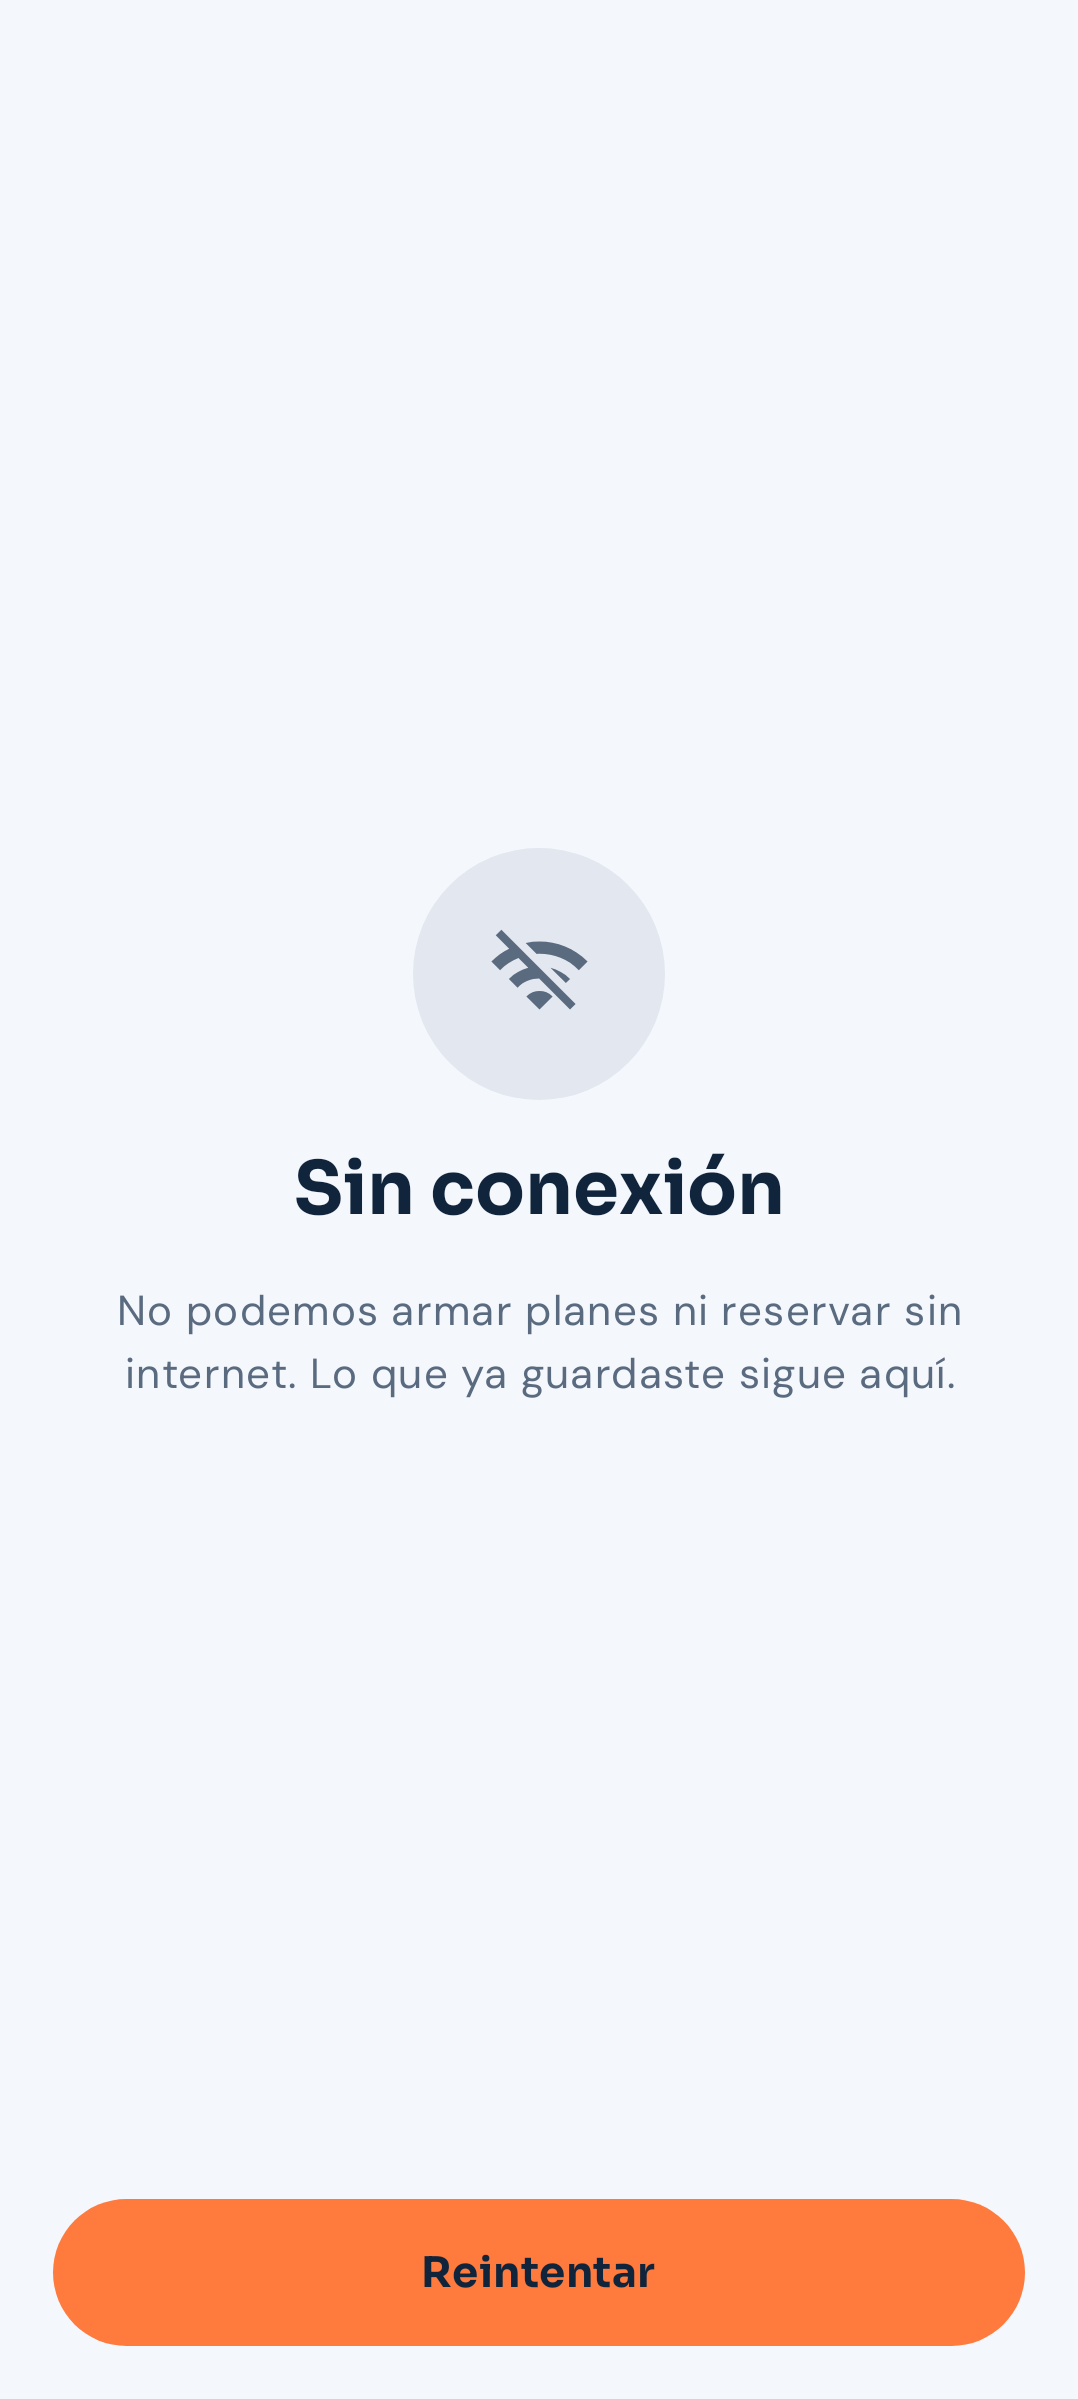 Sin conexión
No podemos armar planes ni reservar sin
internet. Lo que ya guardaste sigue aquí.
Reintentar